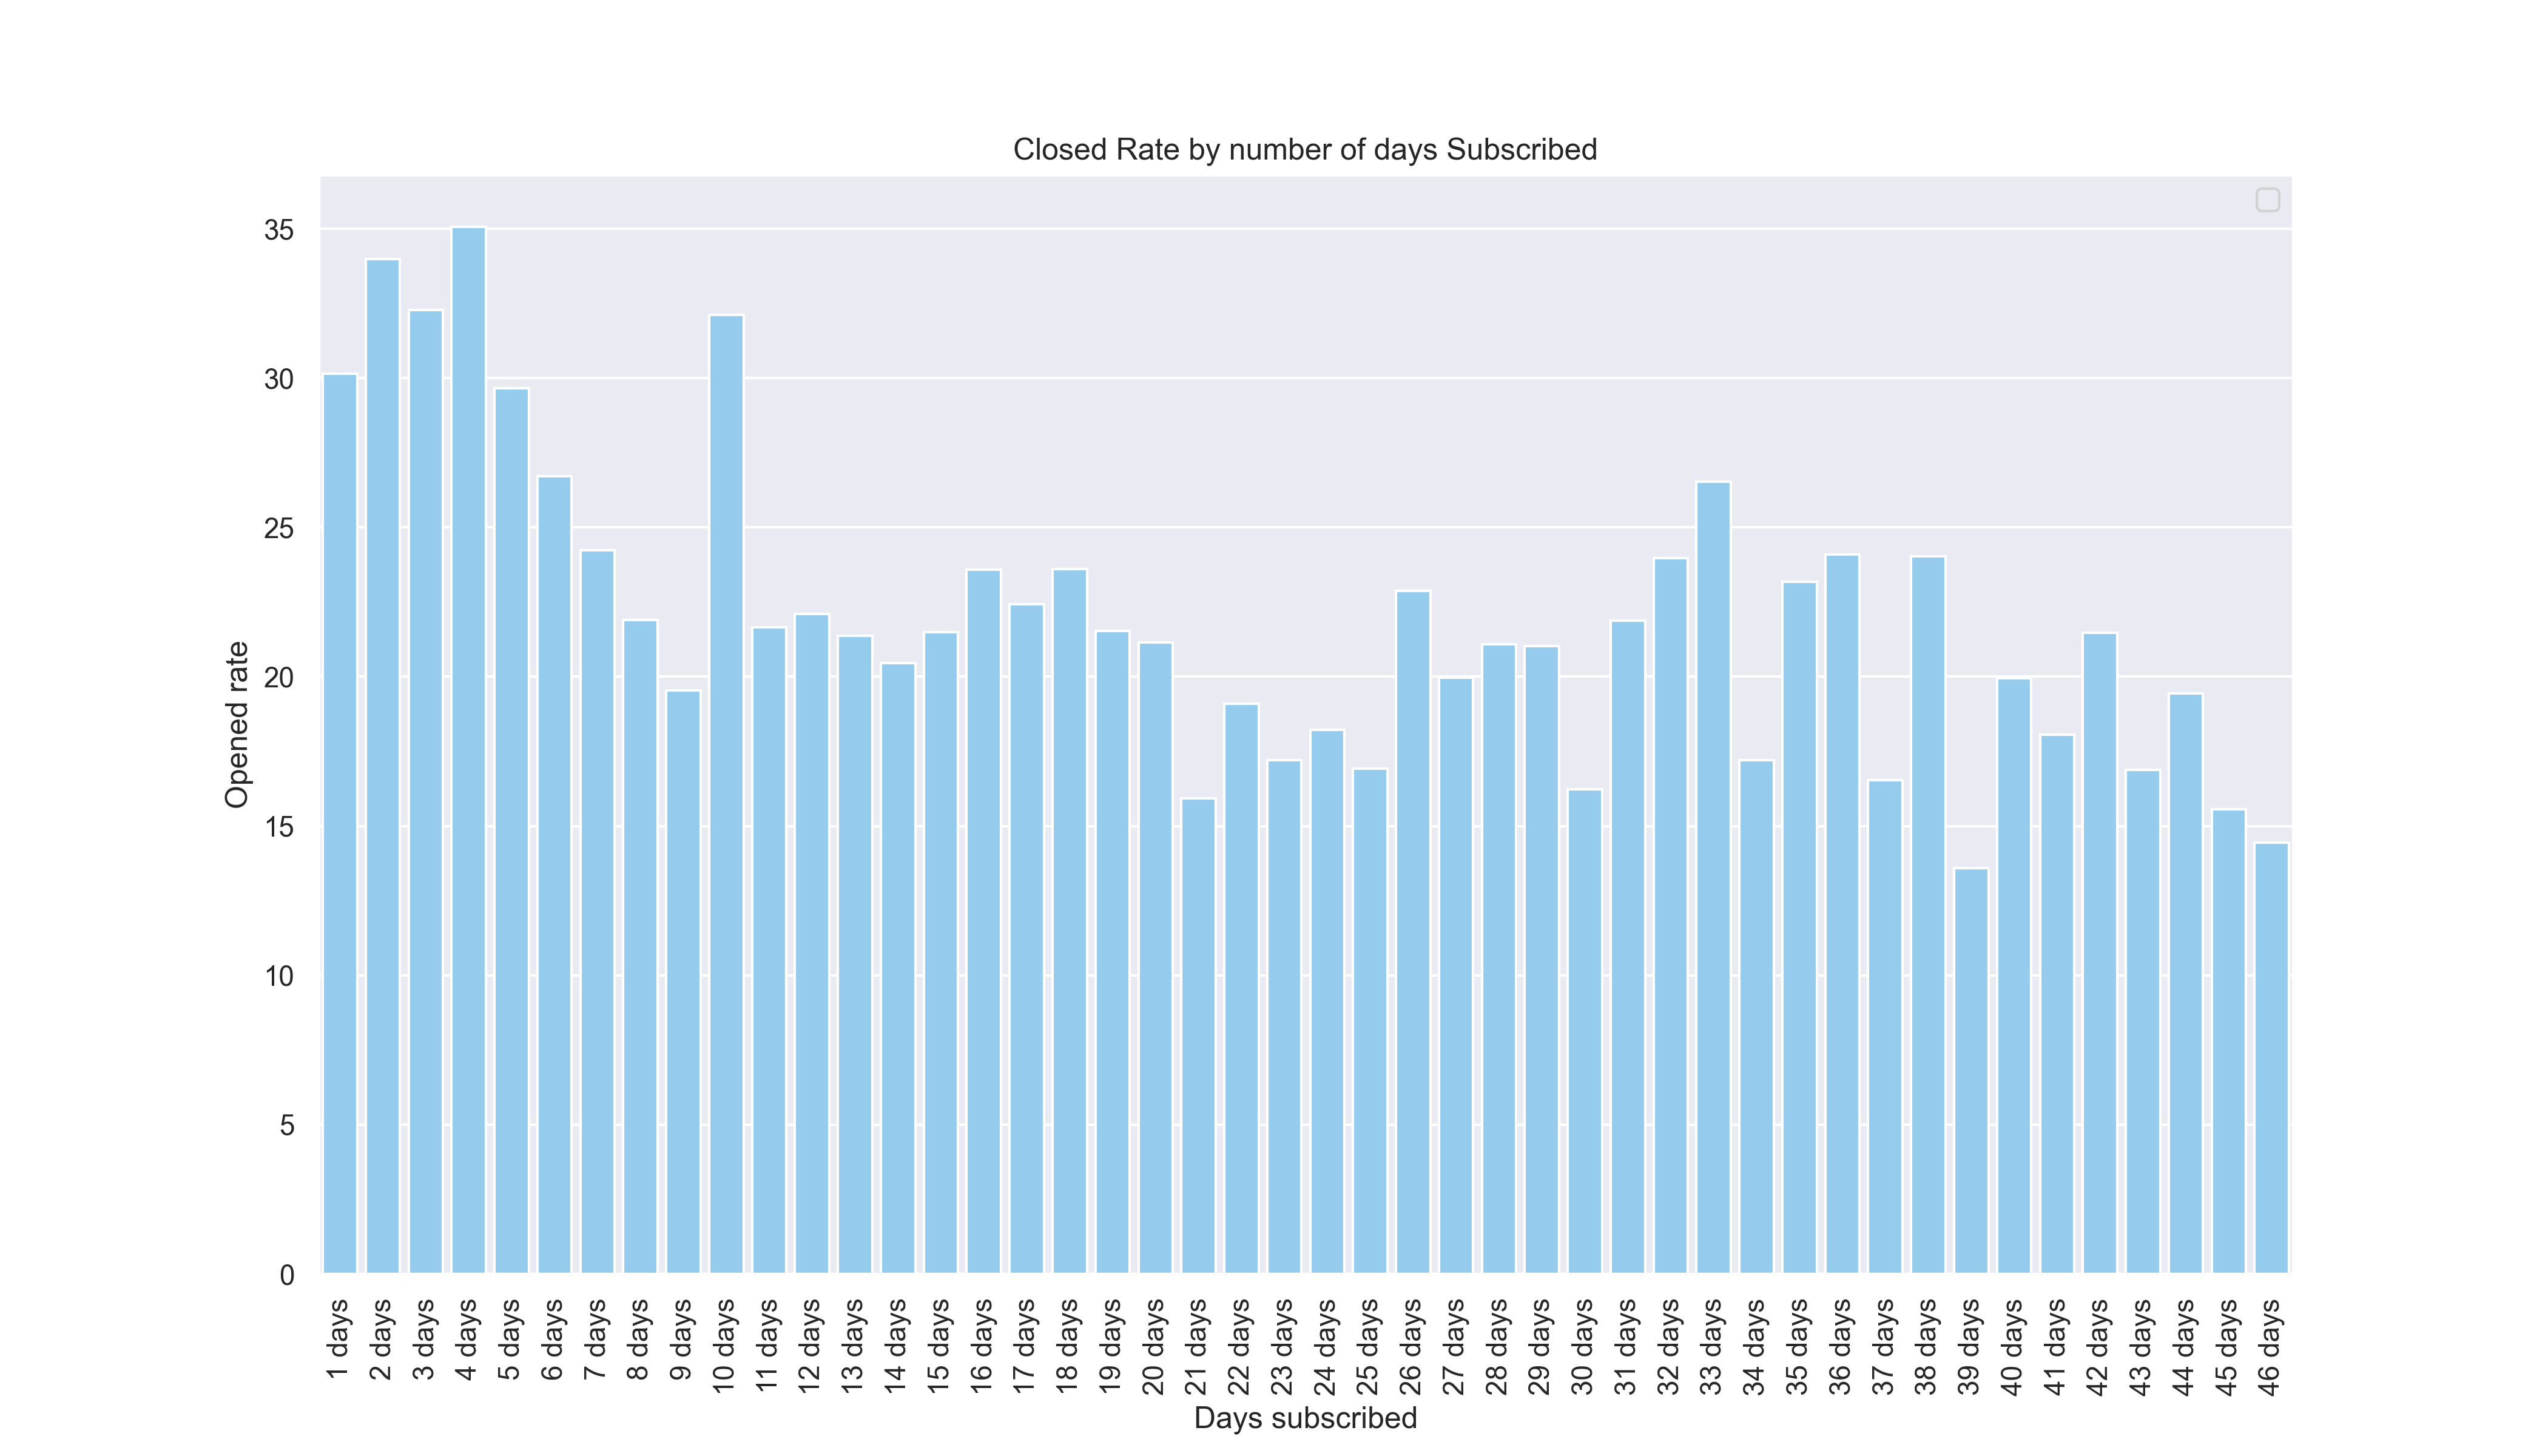 Closed Rate by number of days Subscribed
Opened rate
35
30
25
20
15
10
5
0
1 days
2 days
3 days
4 days
5 days
6 days
7 days
8 days
9 days
10 days
11 days
12 days
13 days
14 days
15 days
16 days
17 days
18 days
19 days
20 days
21 days
22 days
23 days
24 days
25 days
26 days
27 days
28 days
29 days
30 days
31 days
32 days
33 days
34 days
35 days
36 days
37 days
38 days
39 days
40 days
41 days
42 days
43 days
44 days
45 days
46 days
Days subscribed